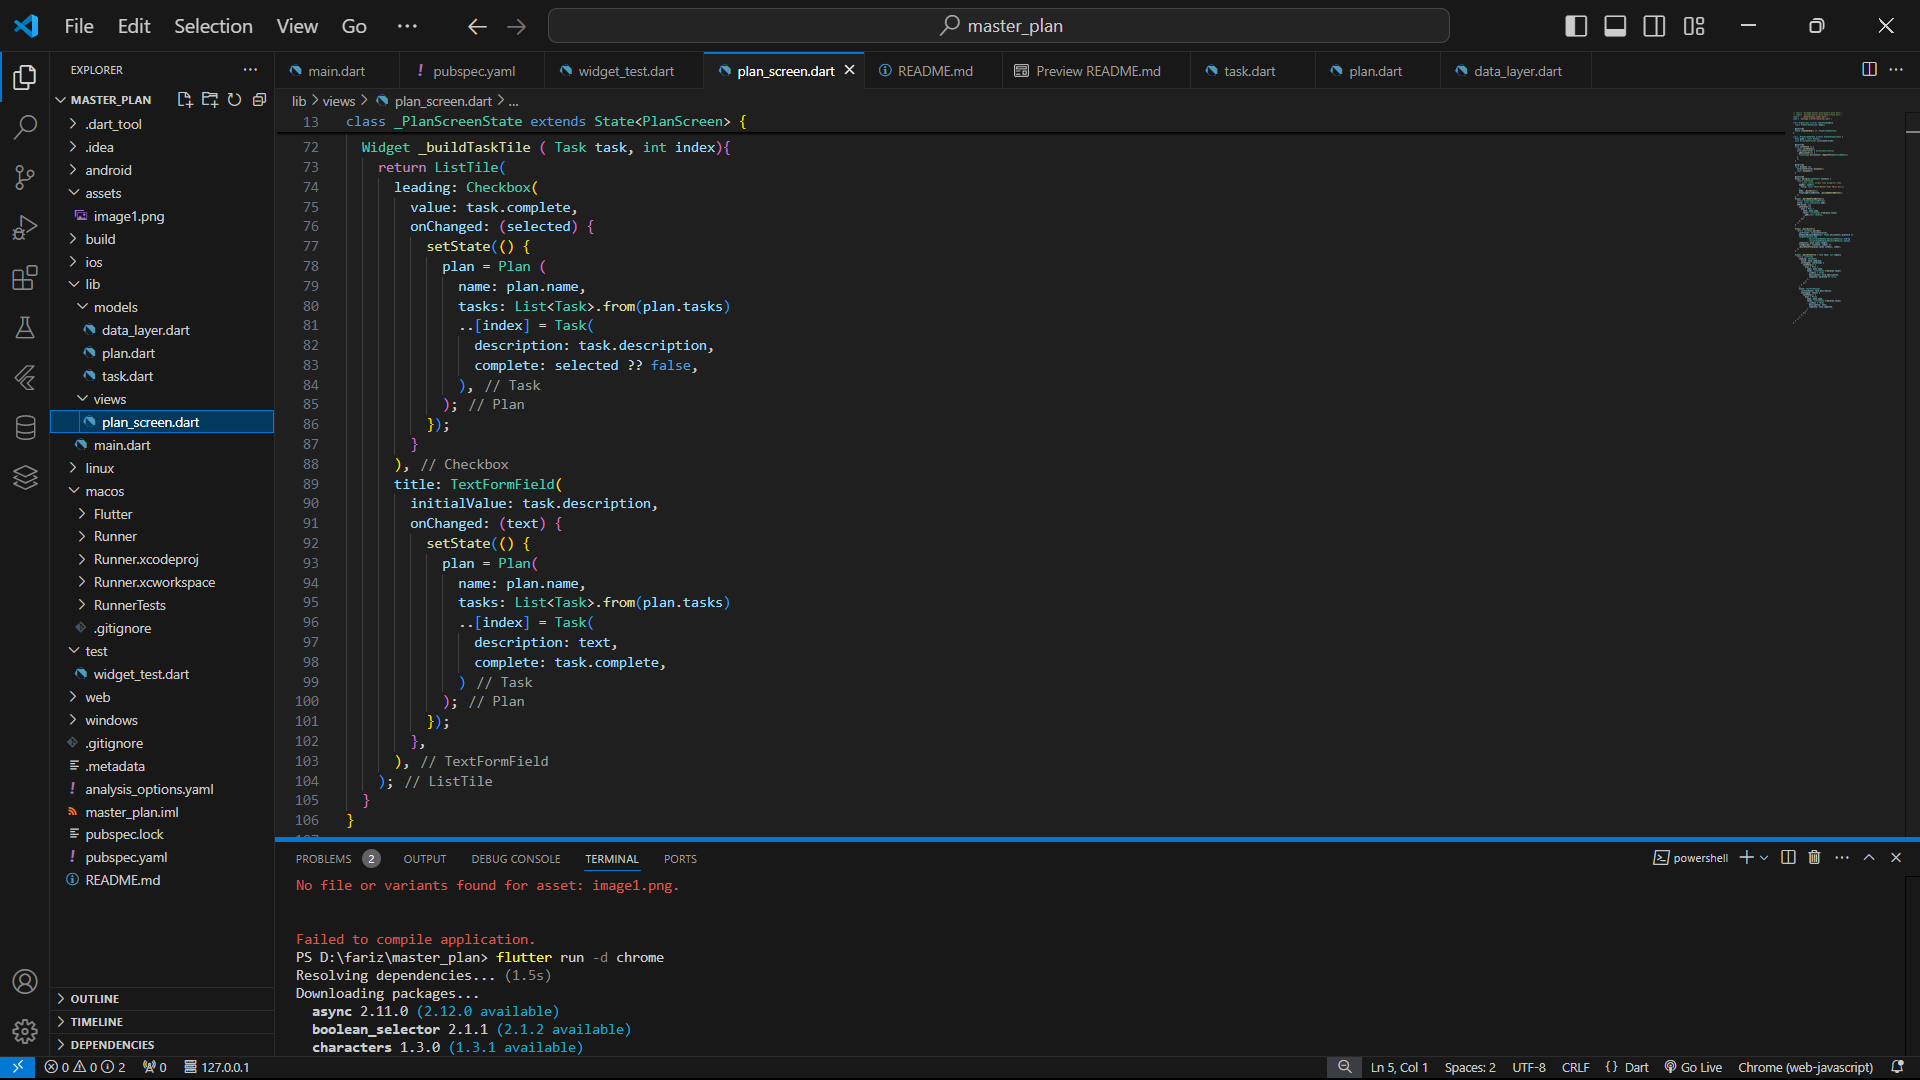 File Edit Selection View Go ...
master_plan
EXPLORER ...
MASTER_PLAN
.dart_tool
.idea
android
assets
image1.png
build
ios
lib
models
data_layer.dart
plan.dart
task.dart
views
plan_screen.dart
main.dart
linux
macos
Flutter
Runner
Runner.xcodeproj
Runner.xcworkspace
RunnerTests
.gitignore
test
widget_test.dart
web
windows
.gitignore
.metadata
! analysis_options.yaml
master_plan.iml
pubspec.lock
! pubspec.yaml
README.md
OUTLINE
TIMELINE
DEPENDENCIES
main.dart ! pubspec.yaml widget_test.dart plan_screen.dart README.md Preview README.md task.dart plan.dart data_layer.dart
lib > views > plan_screen.dart > ...
13 class _PlanScreenState extends State<PlanScreen> {
72 Widget _buildTaskTile ( Task task, int index){
73 return ListTile(
74 leading: Checkbox(
75 value: task.complete,
76 onChanged: (selected) {
77 setState(() {
78 plan = Plan (
79 name: plan.name,
80 tasks: List<Task>.from(plan.tasks)
81 ..[index] = Task(
82 description: task.description,
83 complete: selected ?? false,
84 ), // Task
85 ); // Plan
86 });
87 }
88 ), // Checkbox
89 title: TextFormField(
90 initialValue: task.description,
91 onChanged: (text) {
92 setState(() {
93 plan = Plan(
94 name: plan.name,
95 tasks: List<Task>.from(plan.tasks)
96 ..[index] = Task(
97 description: text,
98 complete: task.complete,
99 ) // Task
100 ); // Plan
101 });
102 },
103 ), // TextFormField
104 ); // ListTile
105 }
106 }
PROBLEMS 2 OUTPUT DEBUG CONSOLE TERMINAL PORTS
powershell
No file or variants found for asset: image1.png.
Failed to compile application.
PS D:\fariz\master_plan> flutter run -d chrome
Resolving dependencies... (1.5s)
Downloading packages...
async 2.11.0 (2.12.0 available)
boolean_selector 2.1.1 (2.1.2 available)
characters 1.3.0 (1.3.1 available)
0 0 2 0 127.0.0.1
Ln 5, Col 1 Spaces: 2 UTF-8 CRLF {} Dart Go Live Chrome (web-javascript)